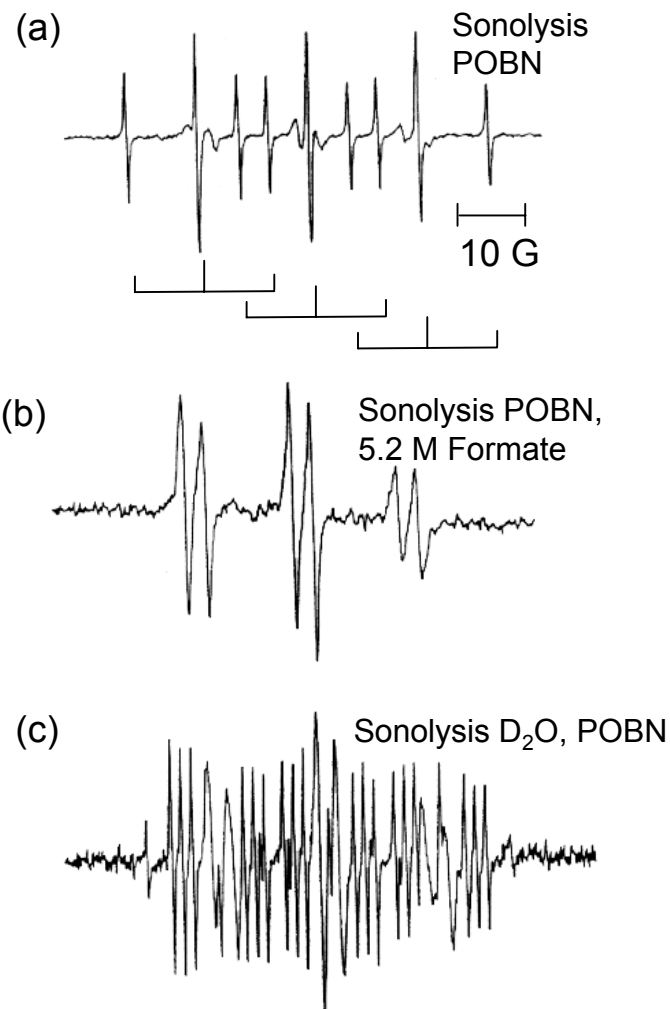 (a)
Sonolysis
POBN
10 G
(b)
Sonolysis POBN,
5.2 M Formate
(c)
Sonolysis D₂O, POBN